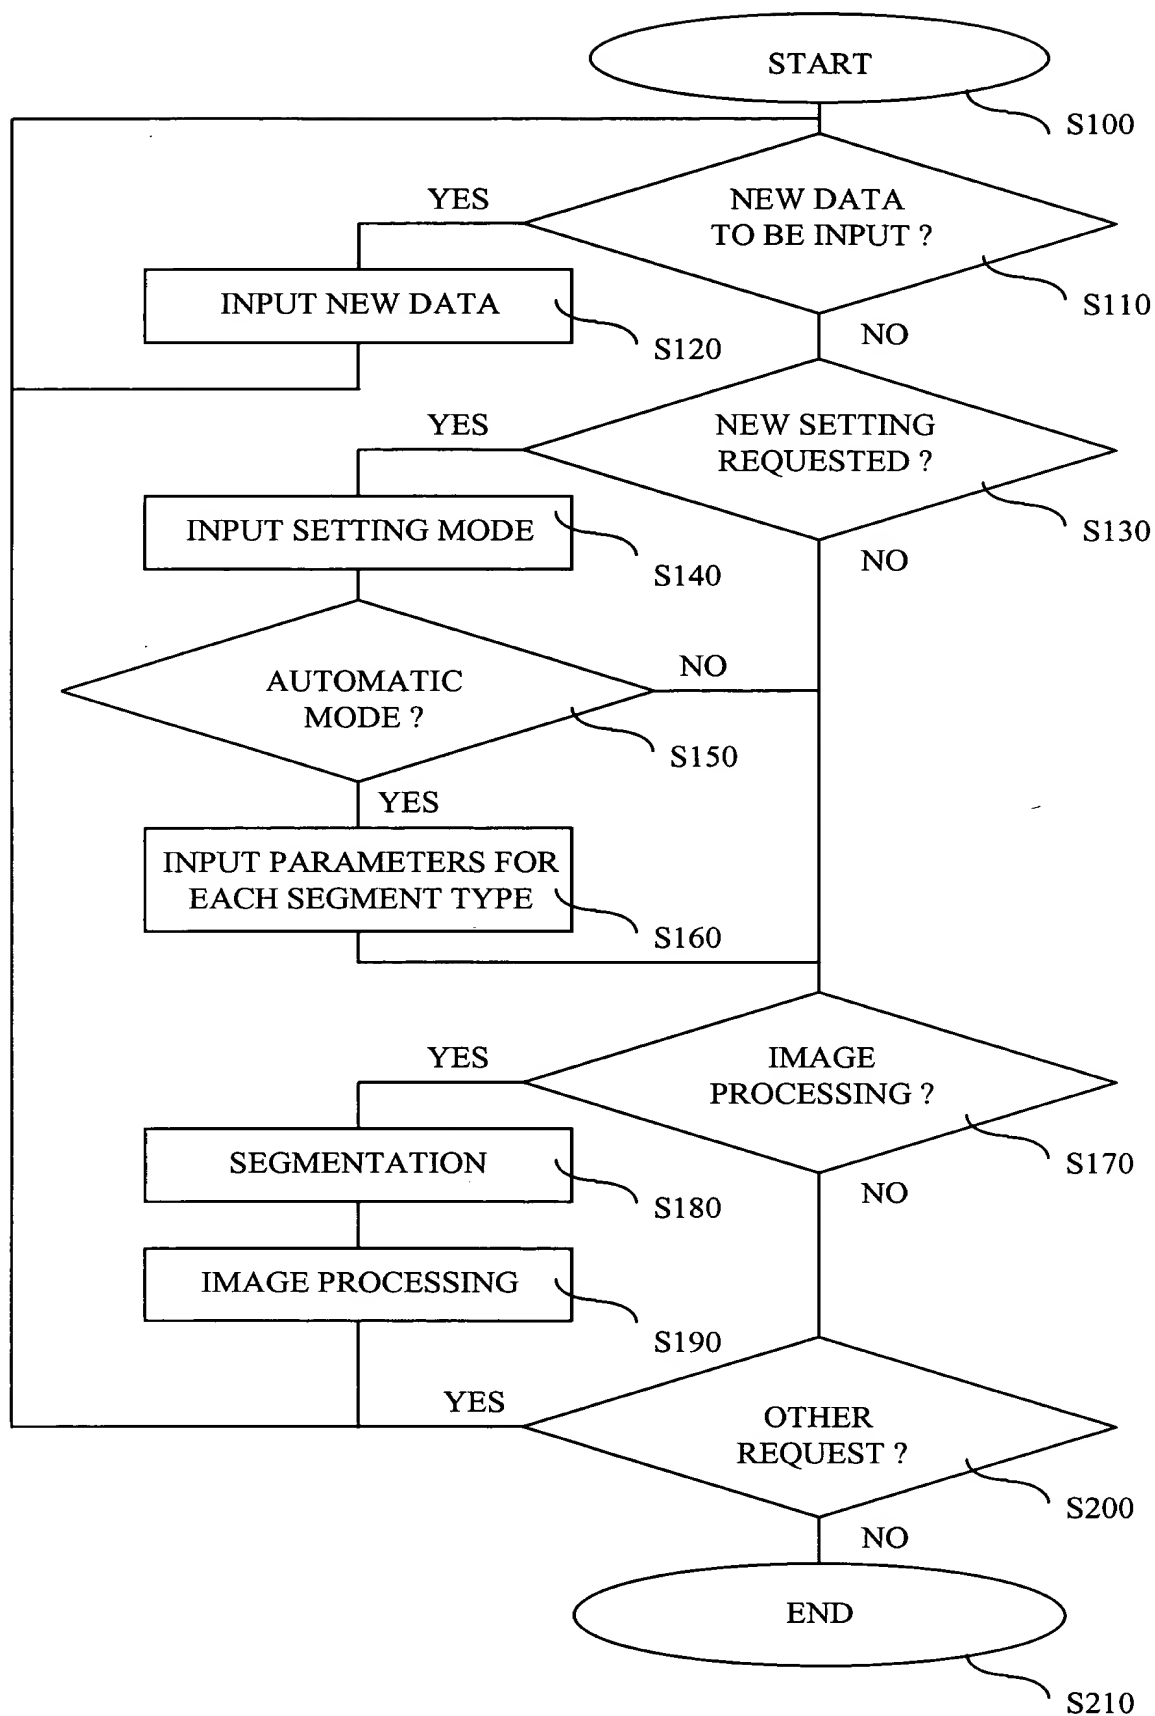 START
S100
YES
NEW DATA
TO BE INPUT ?
INPUT NEW DATA
S110
S120
NO
YES
NEW SETTING
REQUESTED ?
INPUT SETTING MODE
S130
S140
NO
AUTOMATIC
MODE ?
NO
S150
YES
INPUT PARAMETERS FOR
EACH SEGMENT TYPE
S160
YES
IMAGE
PROCESSING ?
SEGMENTATION
S170
S180
NO
IMAGE PROCESSING
S190
YES
OTHER
REQUEST ?
S200
NO
END
S210